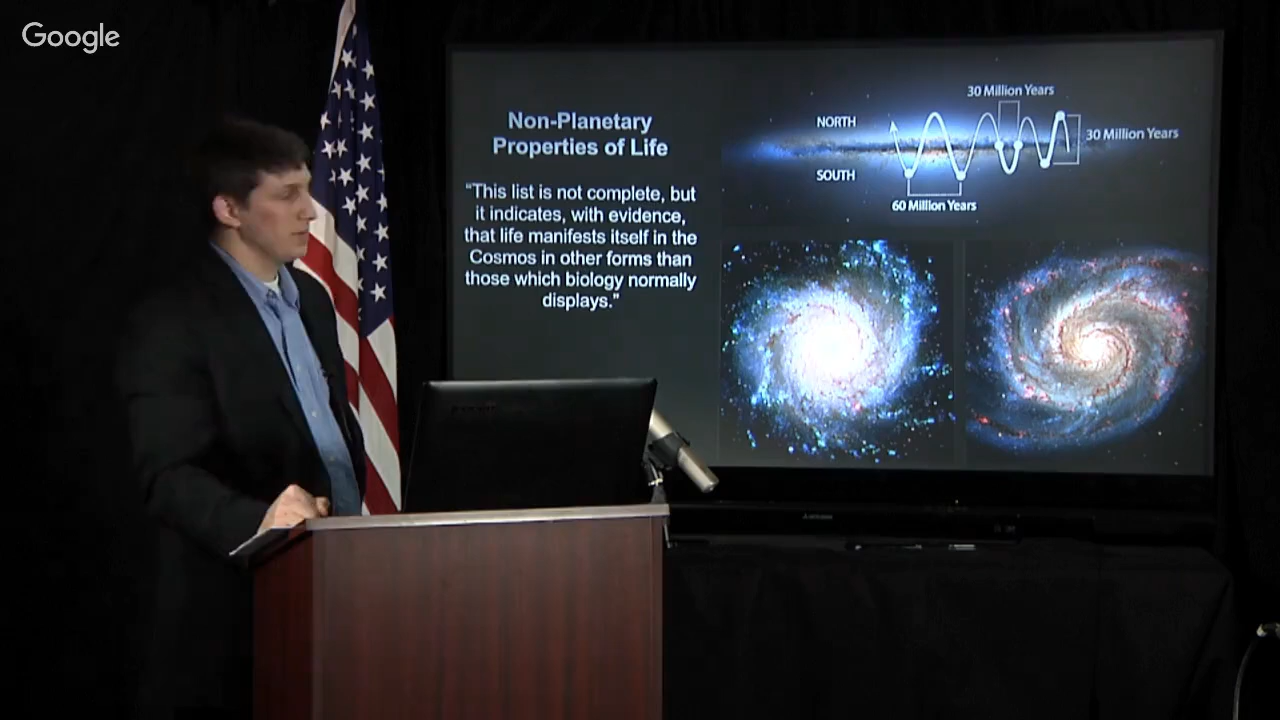 Google
Non-Planetary
Properties of Life
“This list is not complete, but
it indicates, with evidence,
that life manifests itself in the
Cosmos in other forms than
those which biology normally
displays.”
30 Million Years
NORTH
30 Million Years
SOUTH
60 Million Years